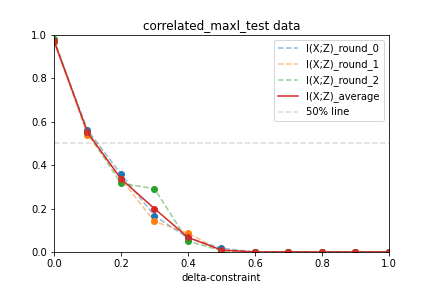 correlated_maxl_test data
1.0
0.8
0.6
0.4
0.2
0.0
I(X;Z)_round_0
I(X;Z)_round_1
I(X;Z)_round_2
I(X;Z)_average
50% line
0.0 0.2 0.4 0.6 0.8 1.0
delta-constraint